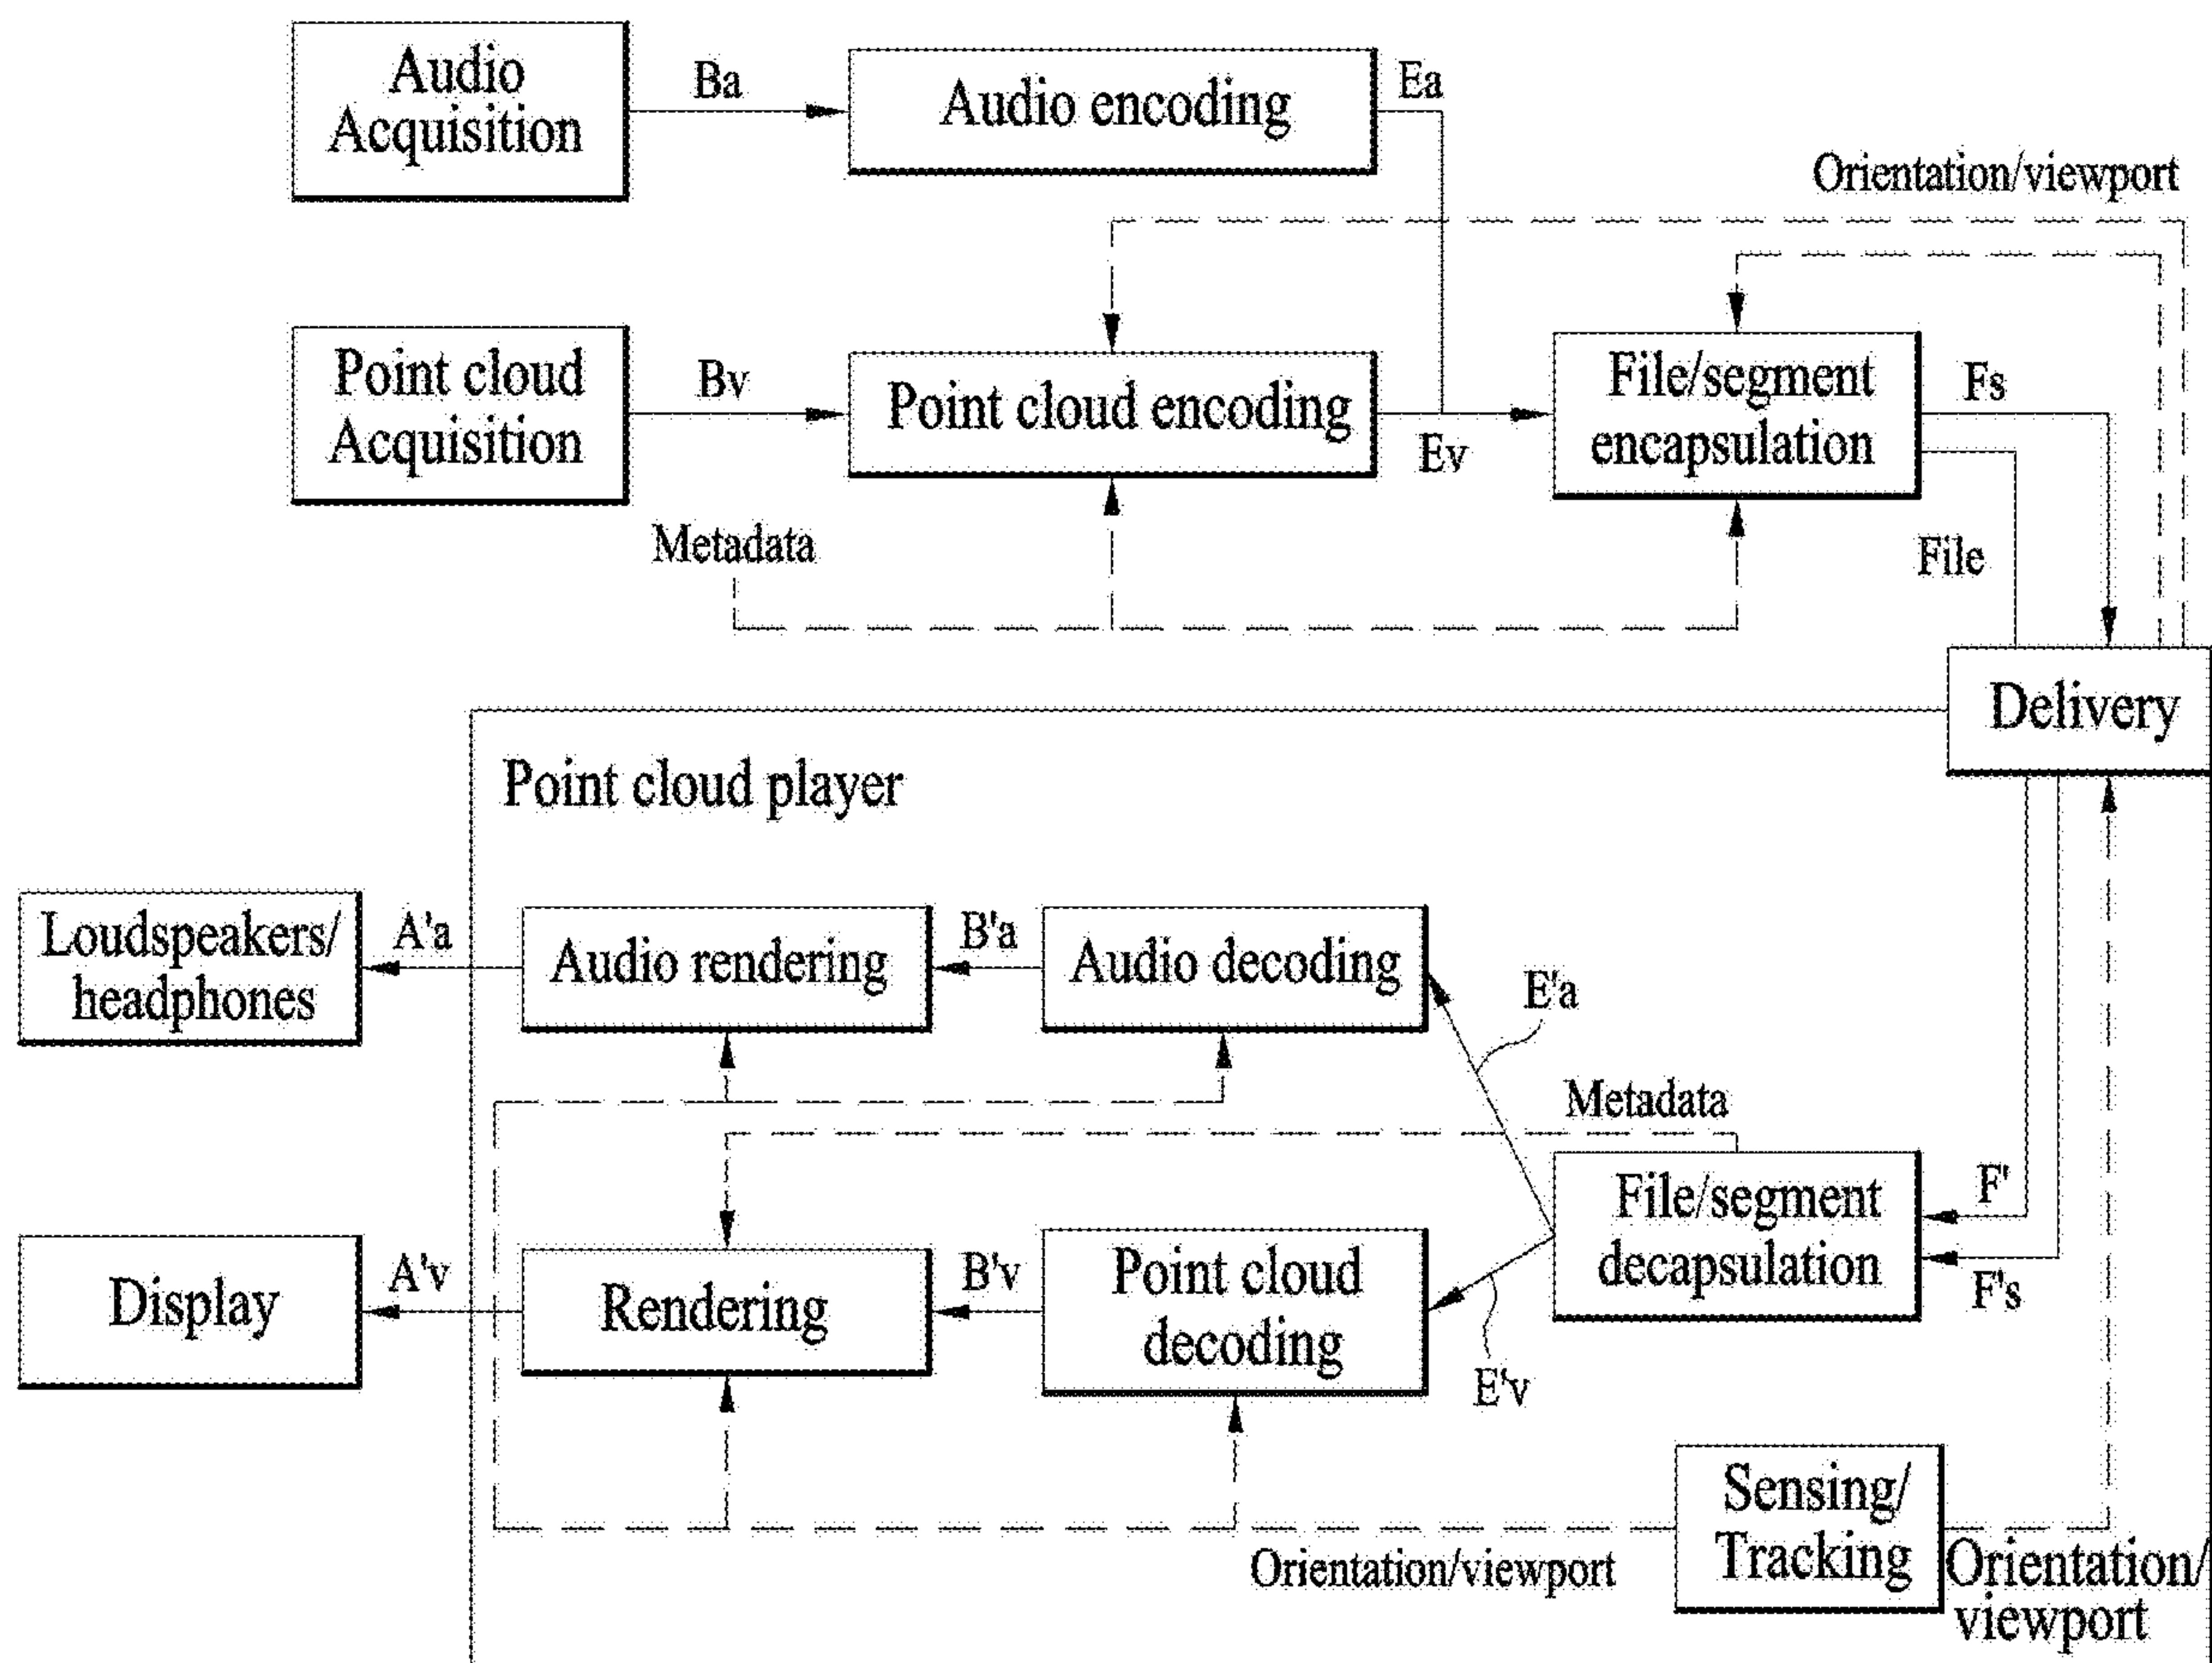 Audio
Acquisition
Ba
Audio encoding
Ea
Orientation/viewport
Point cloud
Acquisition
Bv
Point cloud encoding
Ev
File/segment
encapsulation
Fs
File
Metadata
Delivery
Point cloud player
Loudspeakers/
headphones
A'a
Audio rendering
B'a
Audio decoding
E'a
Metadata
File/segment
decapsulation
F'
F's
Display
A'v
Rendering
B'v
Point cloud
decoding
E'v
Sensing/
Tracking
Orientation/viewport
Orientation/
viewport